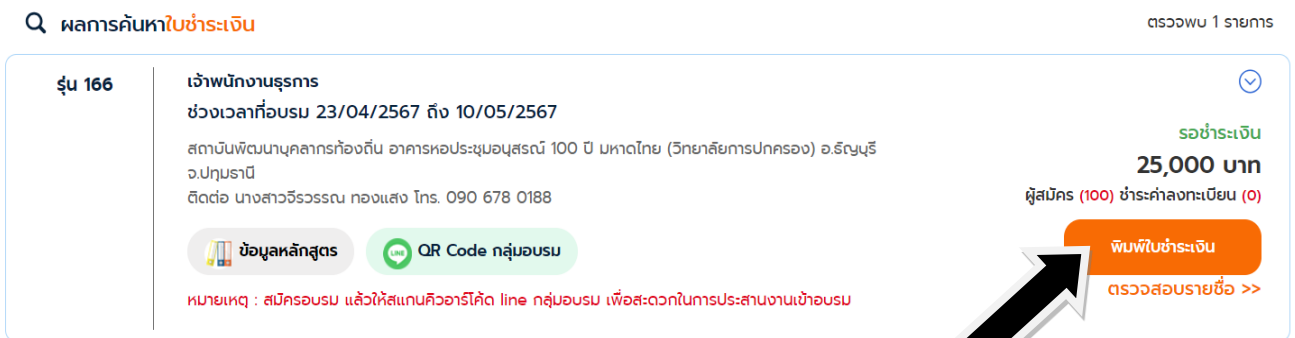 ผลการค้นหาใบชำระเงิน
ตรวจพบ 1 รายการ
รุ่น 166
เจ้าพนักงานธุรการ
ช่วงเวลาที่อบรม 23/04/2567 ถึง 10/05/2567
สถาบันพัฒนาบุคลากรท้องถิ่น อาคารหอประชุมอนุสรณ์ 100 ปี มหาดไทย (วิทยาลัยการปกครอง) อ.ธัญบุรี
จ.ปทุมธานี
ติดต่อ นางสาวจีรวรรณ ทองแสง โทร. 090 678 0188
รอชำระเงิน
25,000 บาท
ผู้สมัคร (100) ชำระค่าลงทะเบียน (0)
ข้อมูลหลักสูตร
LINE
QR Code กลุ่มอบรม
พิมพ์ใบชำระเงิน
ตรวจสอบรายชื่อ >>
หมายเหตุ : สมัครอบรม แล้วให้สแกนคิวอาร์โค้ด line กลุ่มอบรม เพื่อสะดวกในการประสานงานเข้าอบรม